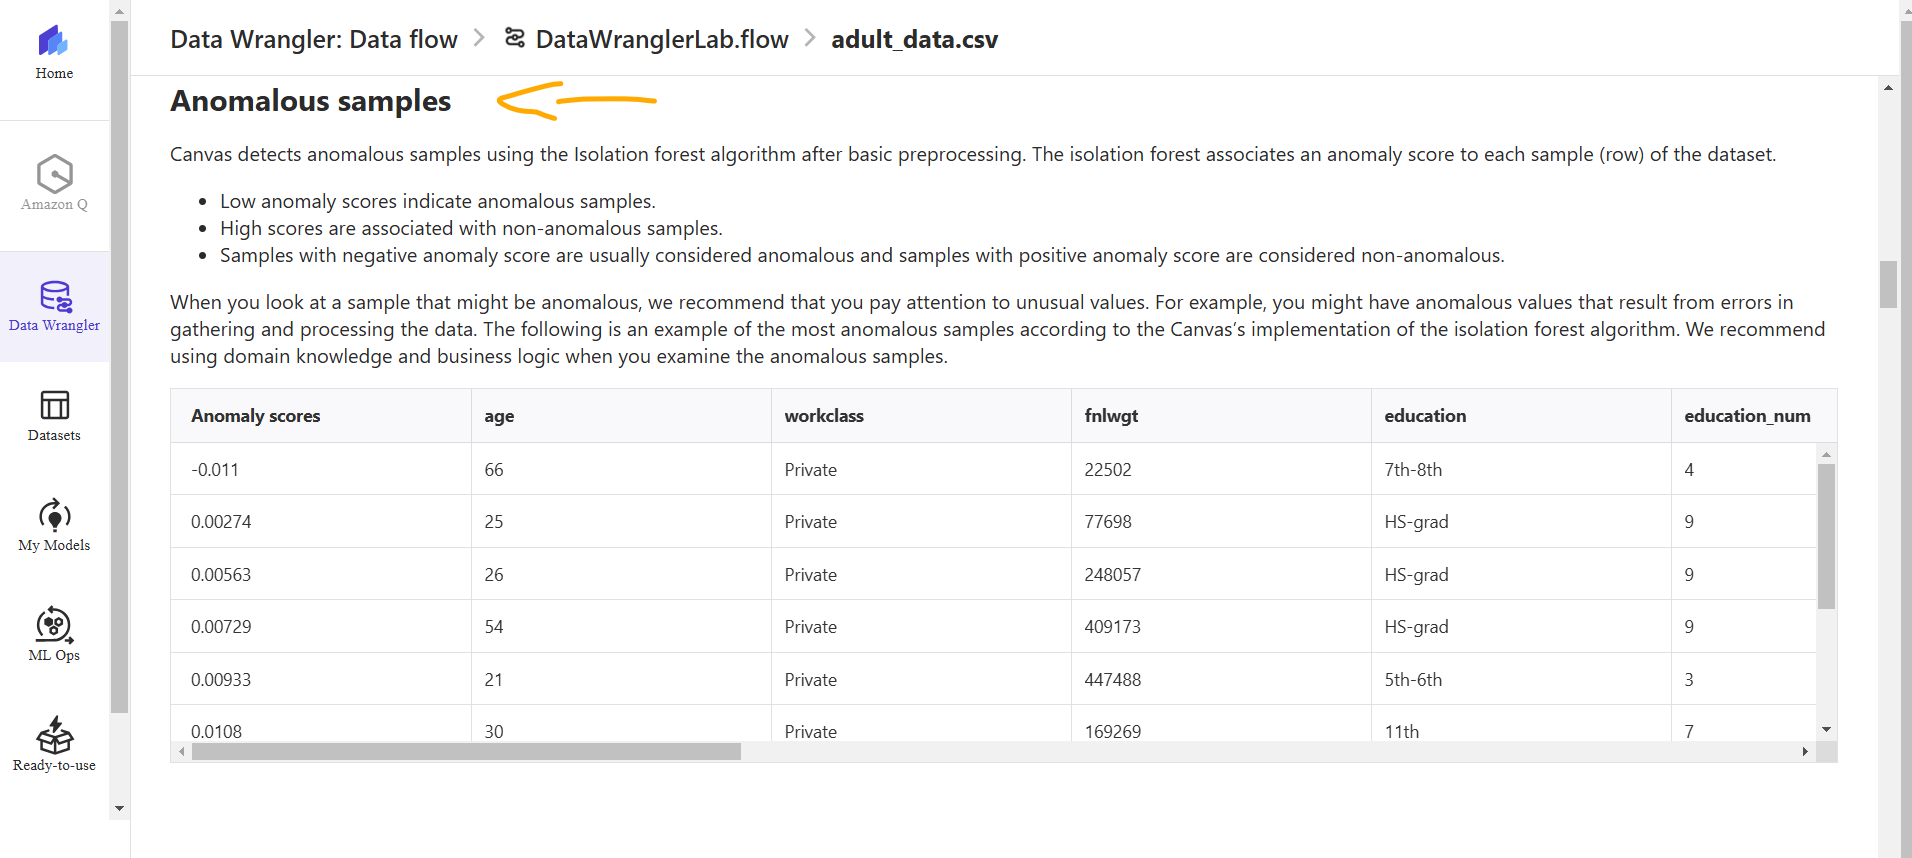 Home
Amazon Q
Data Wrangler
Datasets
My Models
ML Ops
Ready-to-use
Data Wrangler: Data flow > DataWranglerLab.flow > adult_data.csv
Anomalous samples
Canvas detects anomalous samples using the Isolation forest algorithm after basic preprocessing. The isolation forest associates an anomaly score to each sample (row) of the dataset.
• Low anomaly scores indicate anomalous samples.
• High scores are associated with non-anomalous samples.
• Samples with negative anomaly score are usually considered anomalous and samples with positive anomaly score are considered non-anomalous.
When you look at a sample that might be anomalous, we recommend that you pay attention to unusual values. For example, you might have anomalous values that result from errors in
gathering and processing the data. The following is an example of the most anomalous samples according to the Canvas’s implementation of the isolation forest algorithm. We recommend
using domain knowledge and business logic when you examine the anomalous samples.
Anomaly scores age workclass fnlwgt education education_num
-0.011 66 Private 22502 7th-8th 4
0.00274 25 Private 77698 HS-grad 9
0.00563 26 Private 248057 HS-grad 9
0.00729 54 Private 409173 HS-grad 9
0.00933 21 Private 447488 5th-6th 3
0.0108 30 Private 169269 11th 7